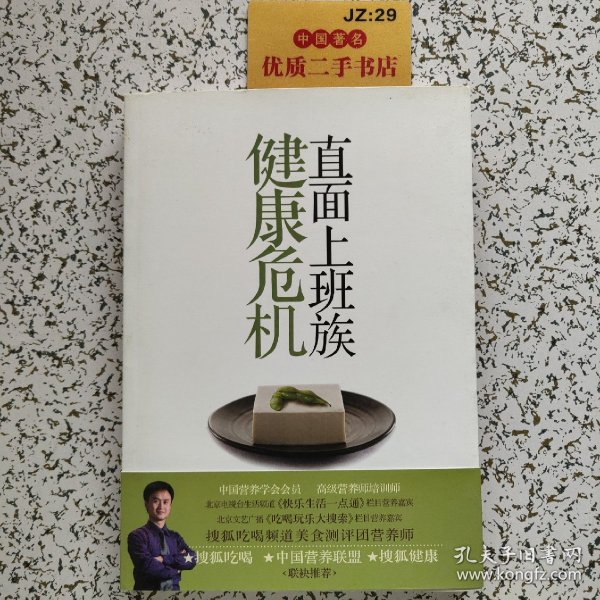 JZ:29
中国著名
优质二手书店
直面上班族
健康危机
中国营养学会会员 高级营养师培训师
北京电视台生活频道《快乐生活一点通》栏目营养嘉宾
北京文艺广播《吃喝玩乐大搜索》栏目营养嘉宾
搜狐吃喝频道美食测评团营养师
★搜狐吃喝 ★中国营养联盟 ★搜狐健康
<联袂推荐>
孔夫子旧书网
www.kongfz.com